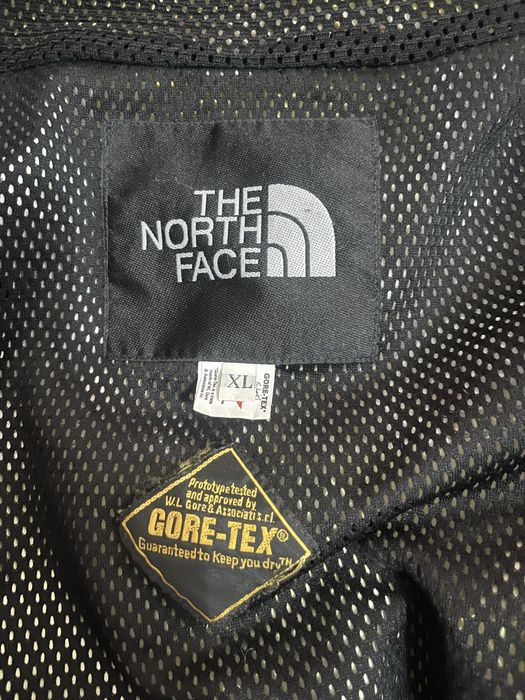 THE
NORTH
FACE
XL
GORE-TEX
Prototype tested
and approved by
W.L Gore & Associati s.r.l.
GORE-TEX®
Guaranteed to Keep you dry™